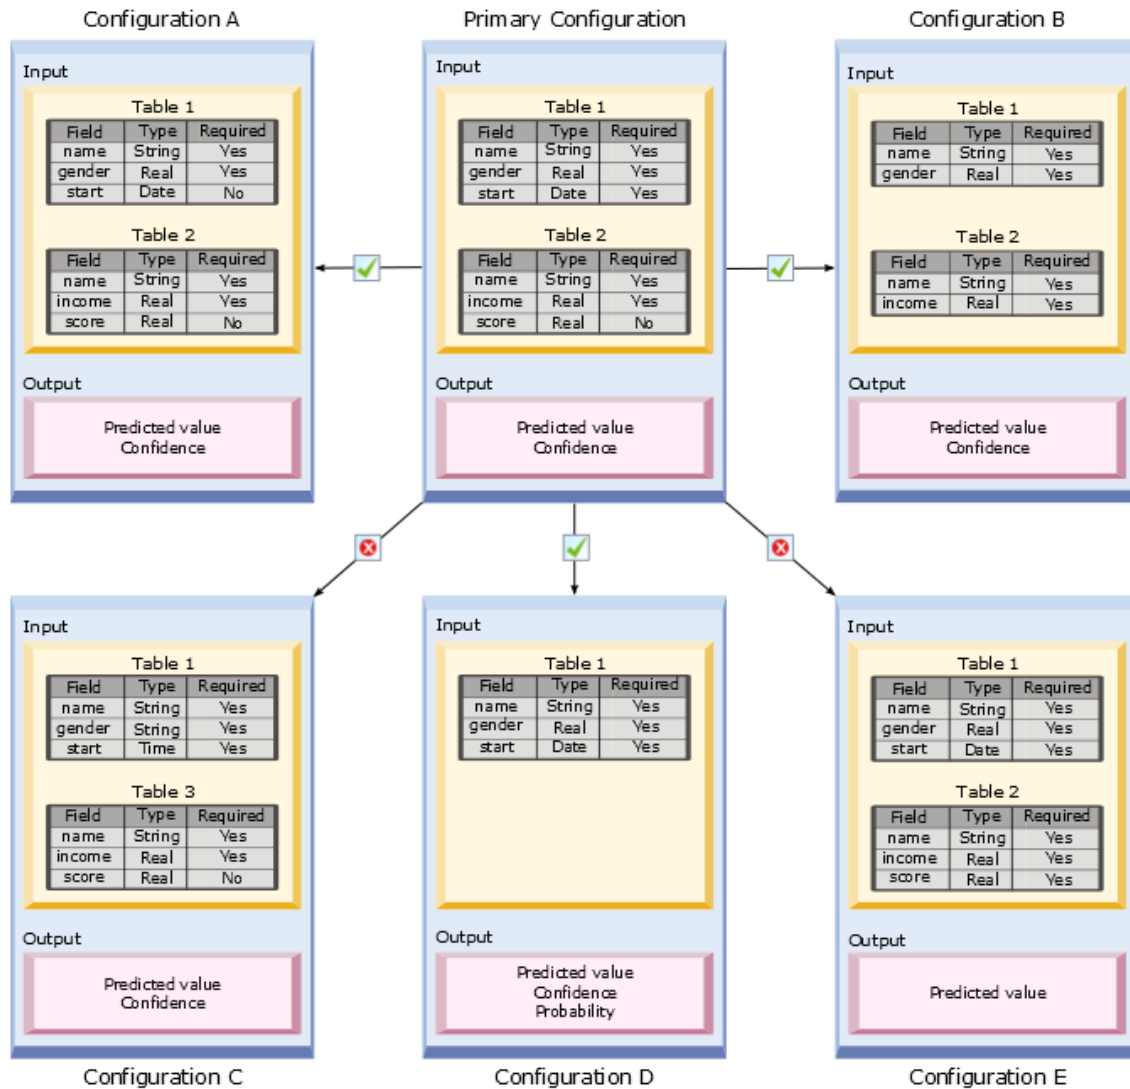 Configuration A
Primary Configuration
Configuration B
Input
Table 1
Field Type Required
name String Yes
gender Real Yes
start Date No
Table 2
Field Type Required
name String Yes
income Real Yes
score Real No
Output
Predicted value
Confidence
Input
Table 1
Field Type Required
name String Yes
gender Real Yes
start Date Yes
Table 2
Field Type Required
name String Yes
income Real Yes
score Real No
Output
Predicted value
Confidence
Input
Table 1
Field Type Required
name String Yes
gender Real Yes
Table 2
Field Type Required
name String Yes
income Real Yes
Output
Predicted value
Confidence
Input
Table 1
Field Type Required
name String Yes
gender String Yes
start Time Yes
Table 3
Field Type Required
name String Yes
income Real Yes
score Real No
Output
Predicted value
Confidence
Configuration C
Input
Table 1
Field Type Required
name String Yes
gender Real Yes
start Date Yes
Output
Predicted value
Confidence
Probability
Configuration D
Input
Table 1
Field Type Required
name String Yes
gender Real Yes
start Date Yes
Table 2
Field Type Required
name String Yes
income Real Yes
score Real Yes
Output
Predicted value
Configuration E